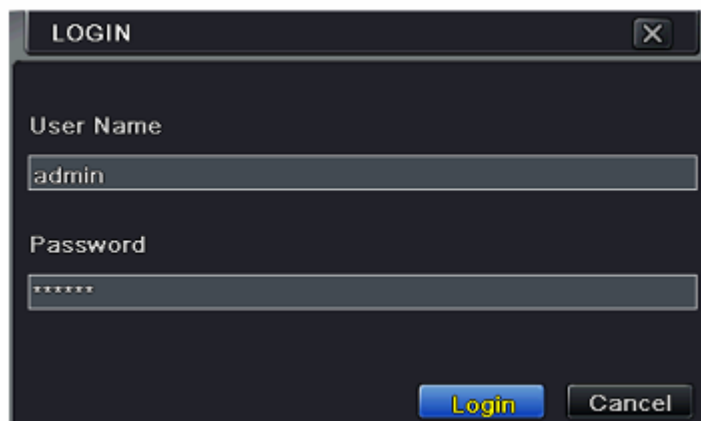 LOGIN
User Name
admin
Password
******
Login Cancel